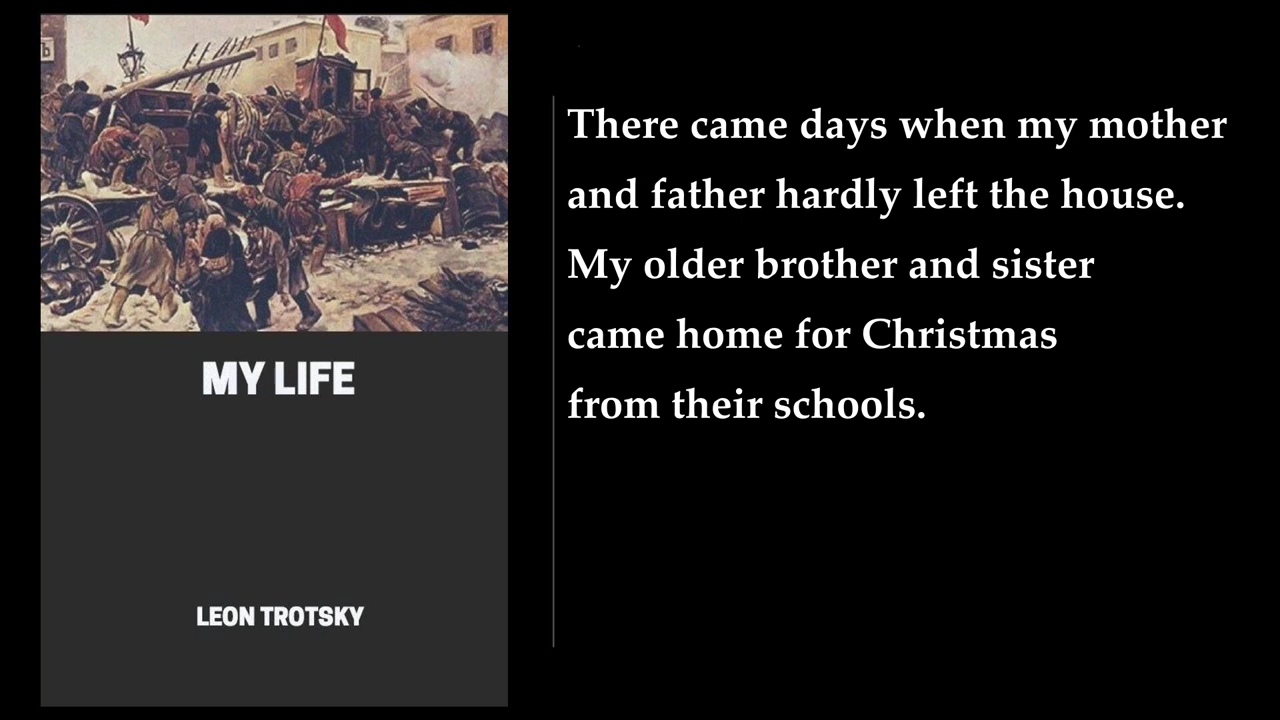 MY LIFE
LEON TROTSKY
There came days when my mother
and father hardly left the house.
My older brother and sister
came home for Christmas
from their schools.